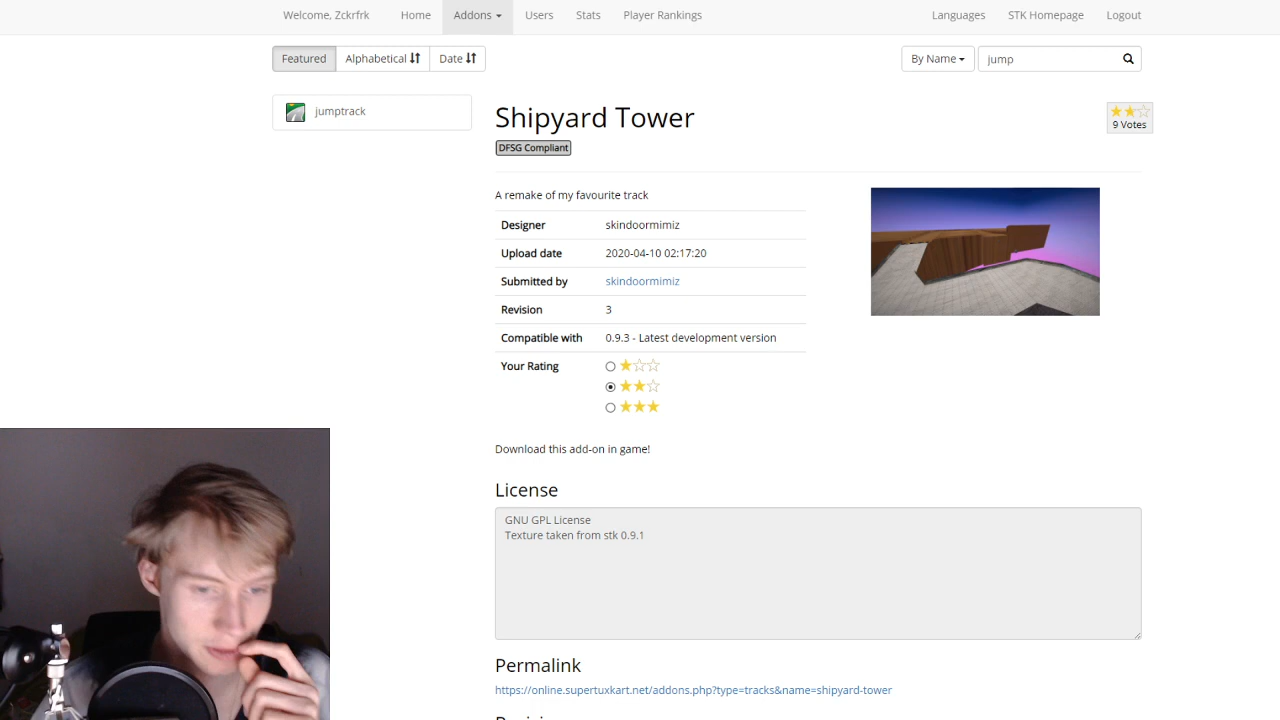 Welcome, Zckrfrk Home Addons Users Stats Player Rankings Languages STK Homepage Logout
Featured Alphabetical Date By Name jump
jumptrack
Shipyard Tower
9 Votes
DFSG Compliant
A remake of my favourite track
Designer skindoormimiz
Upload date 2020-04-10 02:17:20
Submitted by skindoormimiz
Revision 3
Compatible with 0.9.3 - Latest development version
Your Rating
Download this add-on in game!
License
GNU GPL License
Texture taken from stk 0.9.1
Permalink
https://online.supertuxkart.net/addons.php?type=tracks&name=shipyard-tower